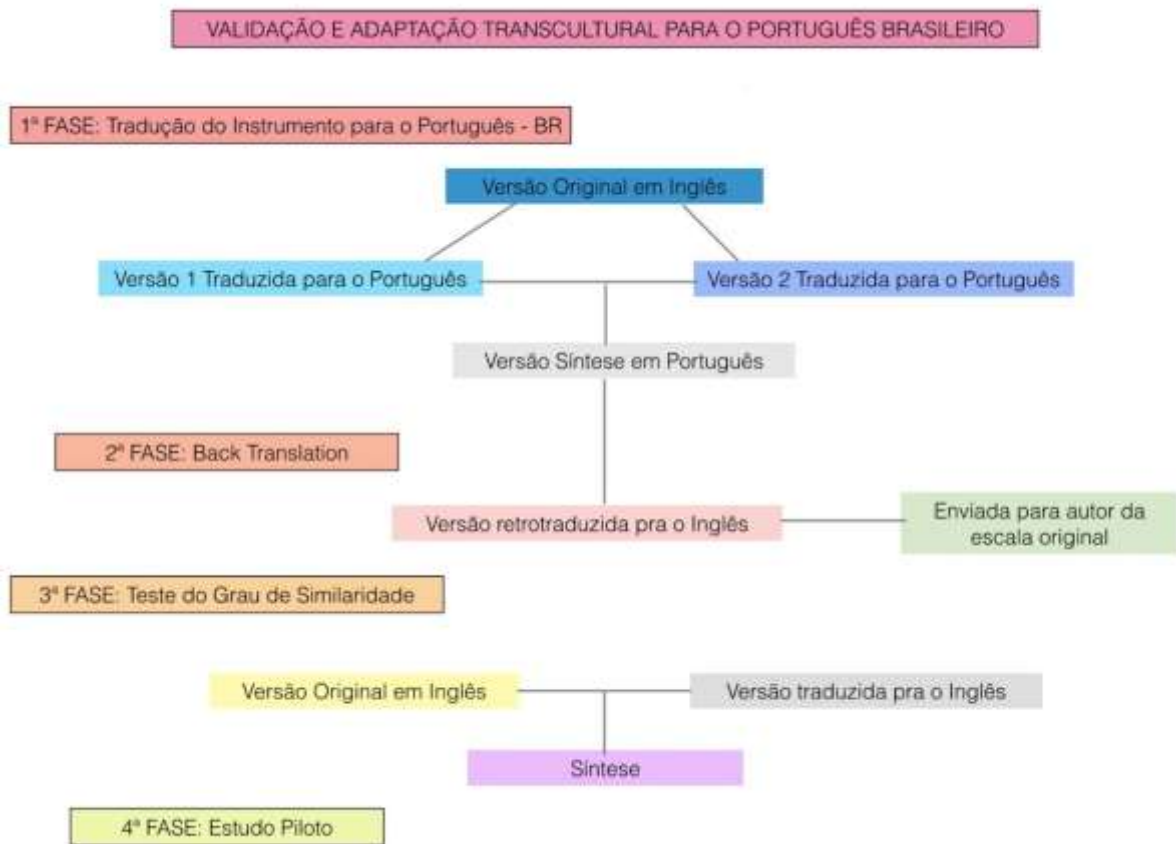 VALIDAÇÃO E ADAPTAÇÃO TRANSCULTURAL PARA O PORTUGUÊS BRASILEIRO
1ª FASE: Tradução do Instrumento para o Português - BR
Versão Original em Inglês
Versão 1 Traduzida para o Português
Versão 2 Traduzida para o Português
Versão Síntese em Português
2ª FASE: Back Translation
Versão retrotraduzida pra o Inglês
Enviada para autor da
escala original
3ª FASE: Teste do Grau de Similaridade
Versão Original em Inglês
Versão traduzida pra o Inglês
Síntese
4ª FASE: Estudo Piloto